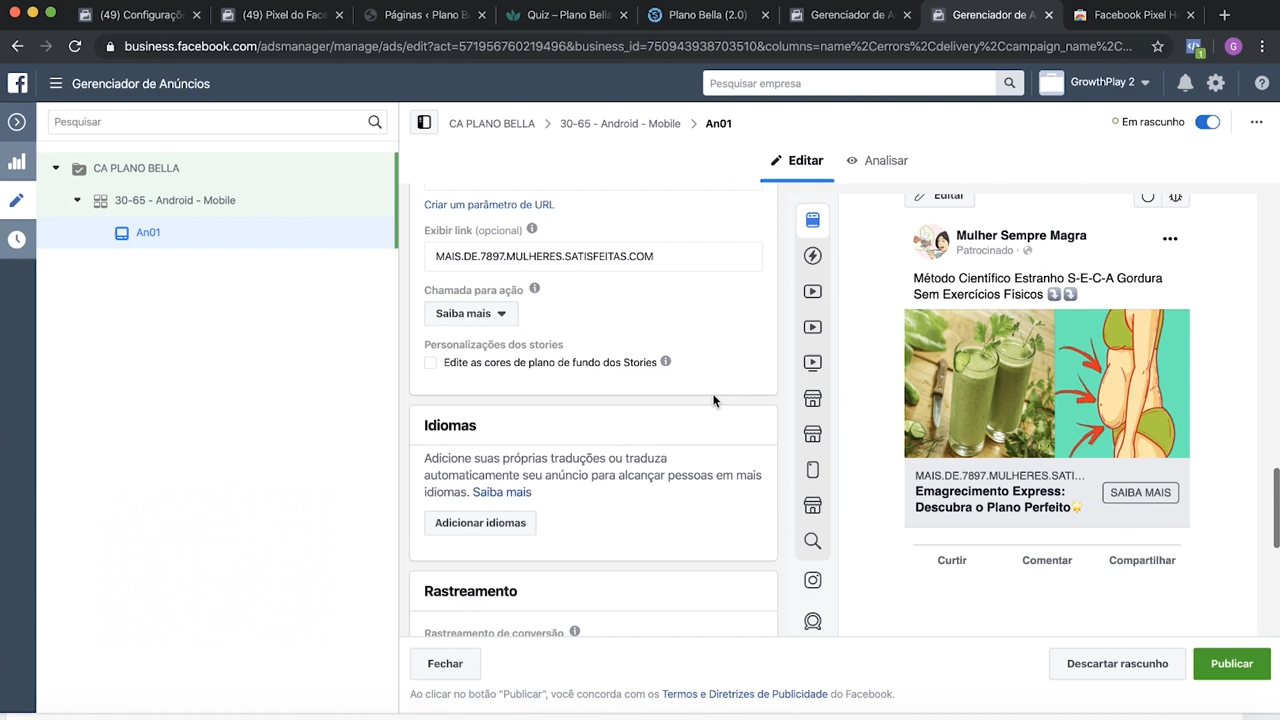 (49) Configuraçõ
(49) Pixel do Fac
Páginas ‹ Plano B
Quiz – Plano Bella
Plano Bella (2.0) –
Gerenciador de A
Gerenciador de A
Facebook Pixel H
business.facebook.com/adsmanager/manage/ads/edit?act=571956760219496&business_id=750943938703510&columns=name%2Cerrors%2Cdelivery%2Ccampaign_name%2C...
G
1
Gerenciador de Anúncios
Pesquisar empresa
GrowthPlay 2
Pesquisar
CA PLANO BELLA > 30-65 - Android - Mobile > An01
Em rascunho
CA PLANO BELLA
30-65 - Android - Mobile
An01
Editar
Analisar
Criar um parâmetro de URL
Exibir link (opcional)
MAIS.DE.7897.MULHERES.SATISFEITAS.COM
Chamada para ação
Saiba mais
Personalizações dos stories
Edite as cores de plano de fundo dos Stories
Idiomas
Adicione suas próprias traduções ou traduza
automaticamente seu anúncio para alcançar pessoas em mais
idiomas. Saiba mais
Adicionar idiomas
Rastreamento
Rastreamento de conversão
Editar
Mulher Sempre Magra
Patrocinado ·
Método Científico Estranho S-E-C-A Gordura
Sem Exercícios Físicos ⤵️⤵️
MAIS.DE.7897.MULHERES.SATI...
Emagrecimento Express:
Descubra o Plano Perfeito🌟
SAIBA MAIS
Curtir
Comentar
Compartilhar
Fechar
Descartar rascunho
Publicar
Ao clicar no botão "Publicar", você concorda com os Termos e Diretrizes de Publicidade do Facebook.